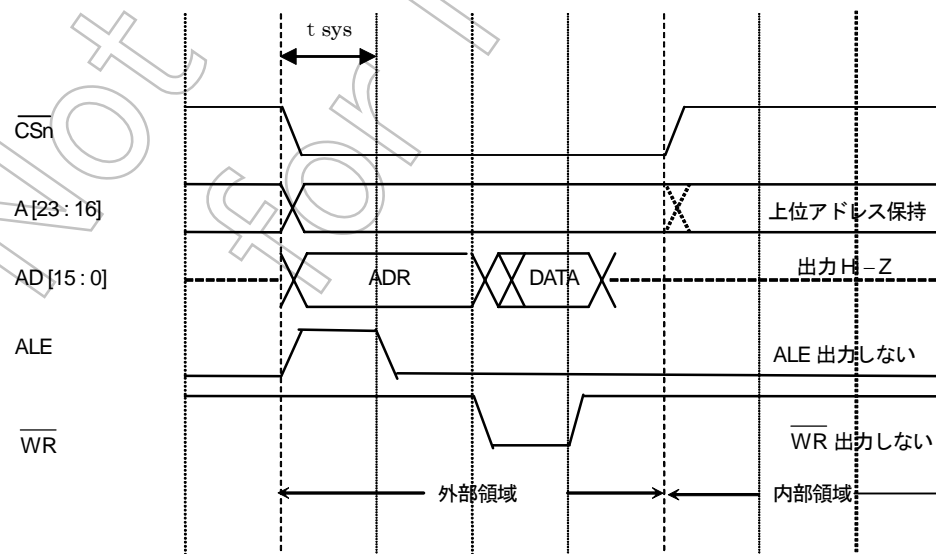 t sys
CSn
A [23 : 16]
上位アドレス保持
AD [15 : 0]
ADR
DATA
出力 H – Z
ALE
ALE 出力しない
WR
WR 出力しない
外部領域
内部領域
Not
for